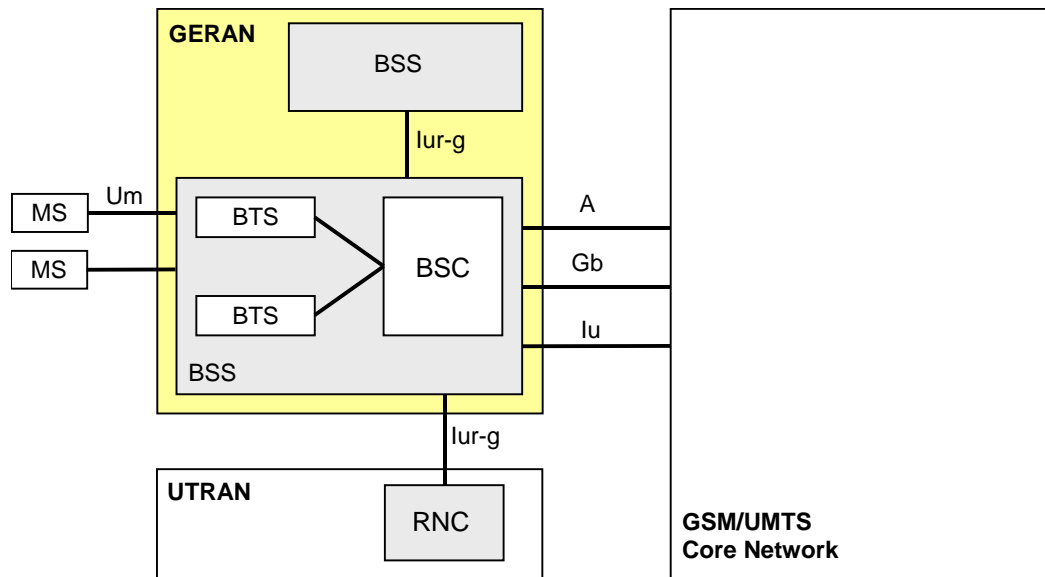 GERAN
BSS
Iur-g
Um
MS
BTS
A
BSC
Gb
MS
BTS
Iu
BSS
Iur-g
UTRAN
RNC
GSM/UMTS
Core Network